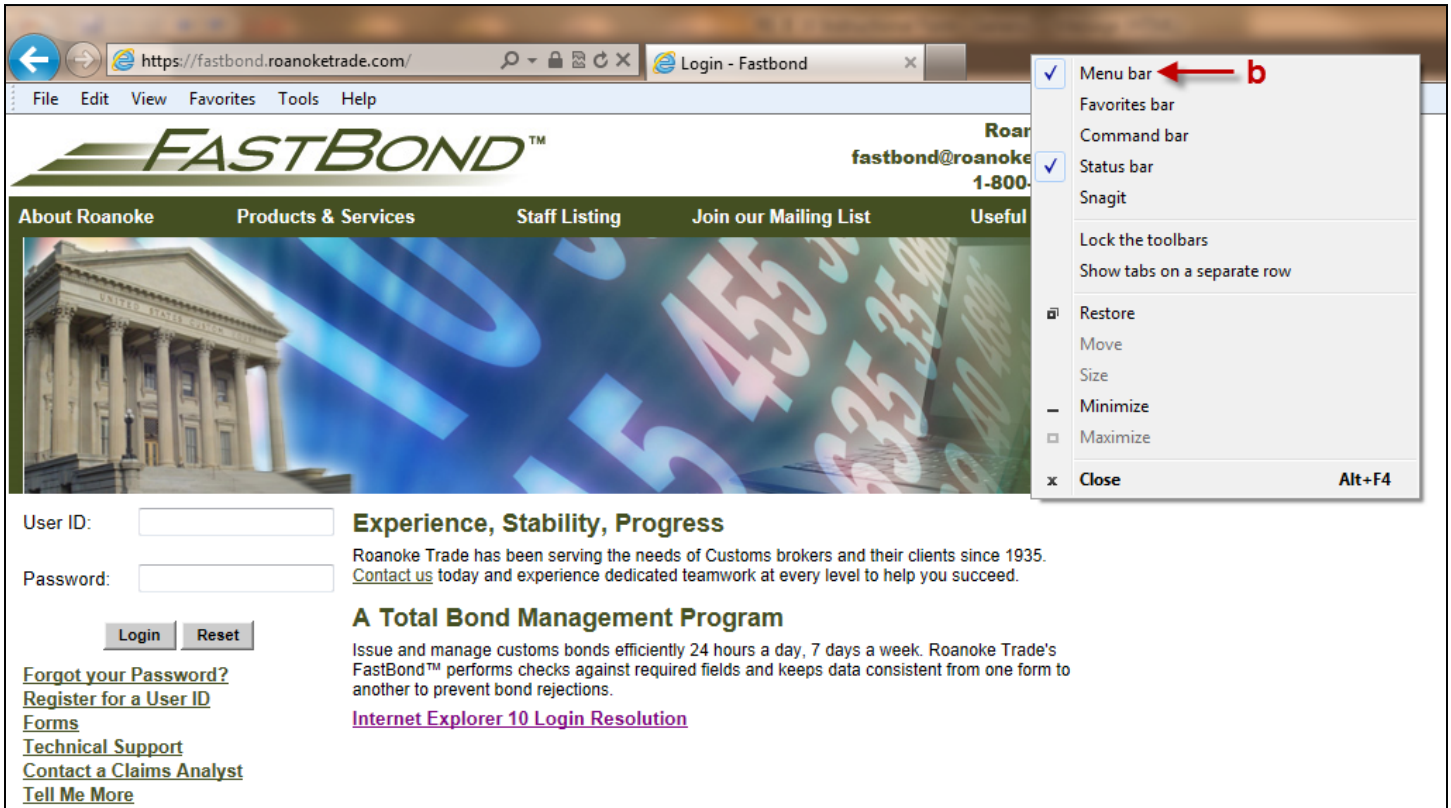 https://fastbond.roanoketrade.com/
Login - Fastbond
File Edit View Favorites Tools Help
FASTBOND™
Roan
fastbond@roanoke
1-800-
About Roanoke Products & Services Staff Listing Join our Mailing List Useful
Menu bar b
Favorites bar
Command bar
Status bar
Snagit
Lock the toolbars
Show tabs on a separate row
Restore
Move
Size
Minimize
Maximize
Close Alt+F4
UNITED STATES CUSTOM
455
635
User ID:
Password:
Login Reset
Forgot your Password?
Register for a User ID
Forms
Technical Support
Contact a Claims Analyst
Tell Me More
Experience, Stability, Progress
Roanoke Trade has been serving the needs of Customs brokers and their clients since 1935.
Contact us today and experience dedicated teamwork at every level to help you succeed.
A Total Bond Management Program
Issue and manage customs bonds efficiently 24 hours a day, 7 days a week. Roanoke Trade's
FastBond™ performs checks against required fields and keeps data consistent from one form to
another to prevent bond rejections.
Internet Explorer 10 Login Resolution